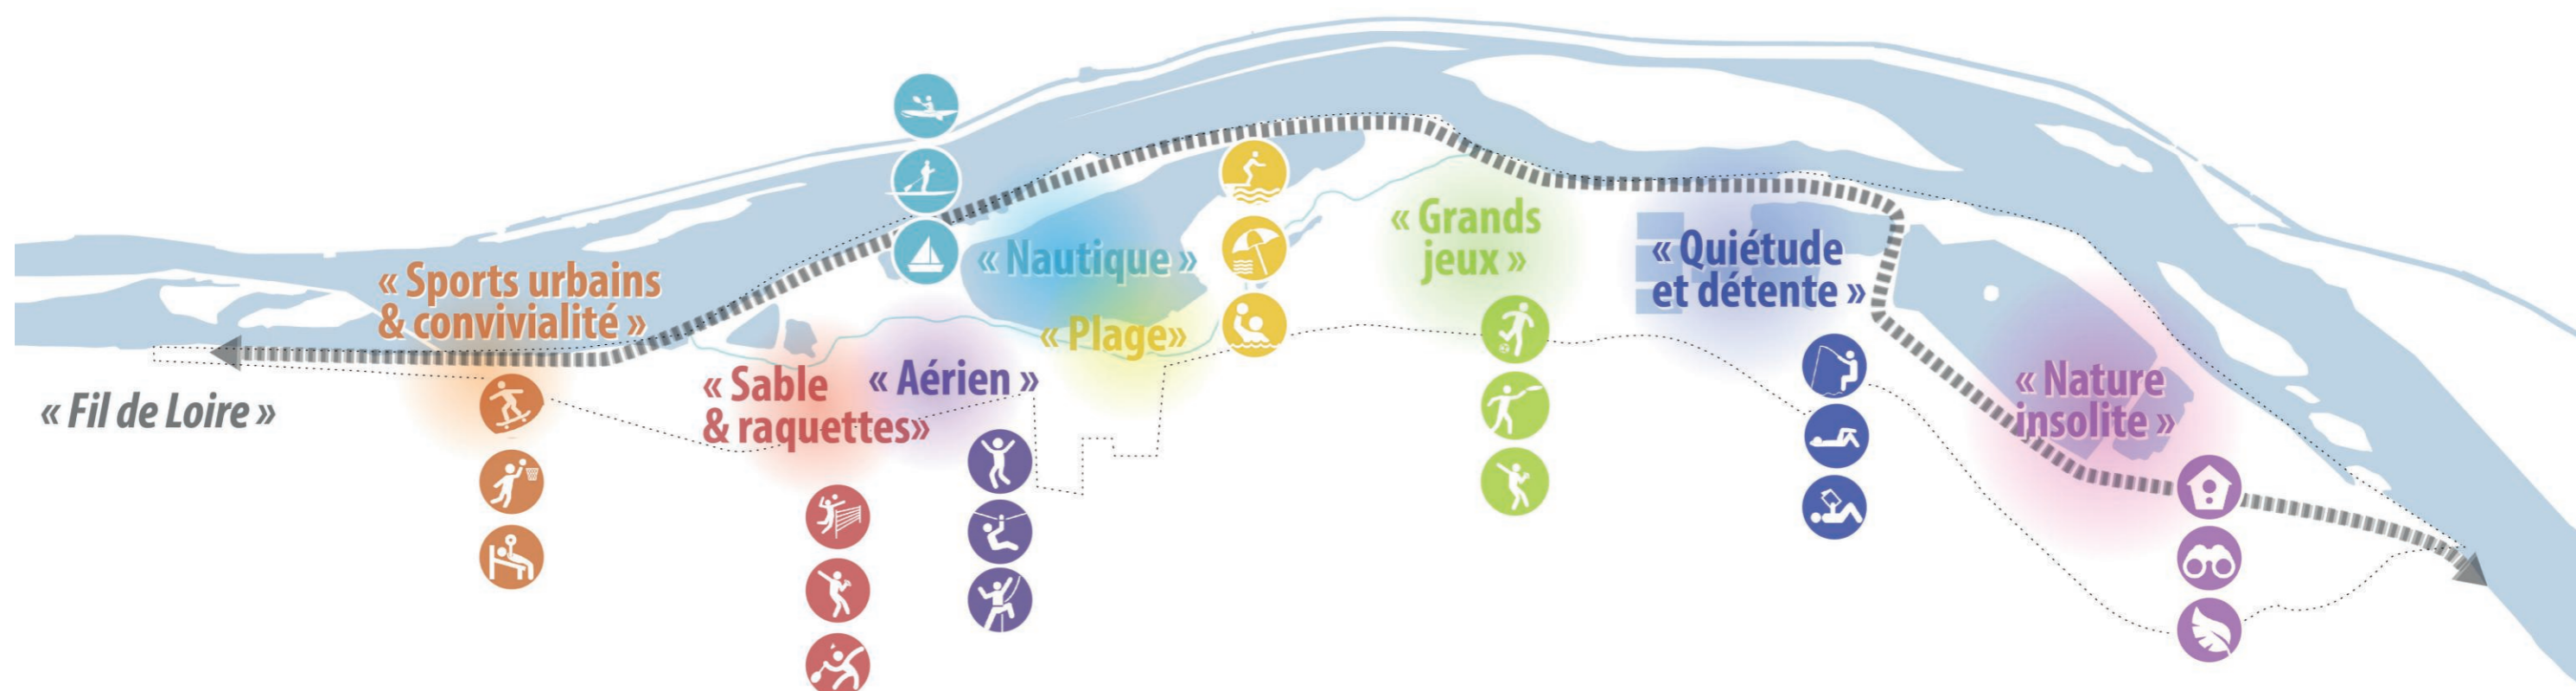 « Fil de Loire »
« Sports urbains
& convivialité »
« Sable
& raquettes»
« Aérien »
« Nautique »
« Plage»
« Grands
jeux »
« Quiétude
et détente »
« Nature
insolite »